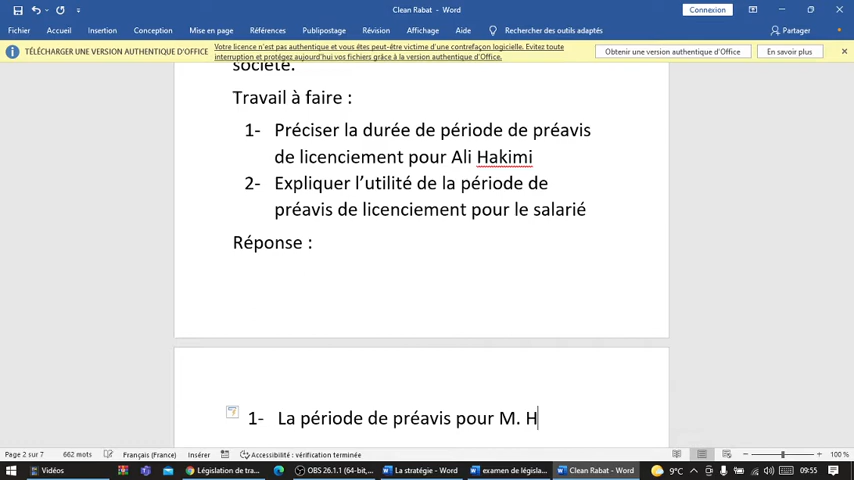 Clean Rabat - Word
Connexion
Fichier Accueil Insertion Conception Mise en page Références Publipostage Révision Affichage Aide Rechercher des outils adaptés Partager
TÉLÉCHARGER UNE VERSION AUTHENTIQUE D'OFFICE
Votre licence n'est pas authentique et vous êtes peut-être victime d'une contrefaçon logicielle. Evitez toute
interruption et protégez aujourd'hui vos fichiers grâce à la version authentique d'Office.
Obtenir une version authentique d'Office
En savoir plus
société.
Travail à faire :
1- Préciser la durée de période de préavis
de licenciement pour Ali Hakimi
2- Expliquer l'utilité de la période de
préavis de licenciement pour le salarié
Réponse :
1- La période de préavis pour M. H
Page 2 sur 7 662 mots Français (France) Insérer Accessibilité : vérification terminée 100 %
Vidéos Législation de tra... OBS 26.1.1 (64-bit,... La stratégie - Word examen de législa... Clean Rabat - Word 9°C 09:55